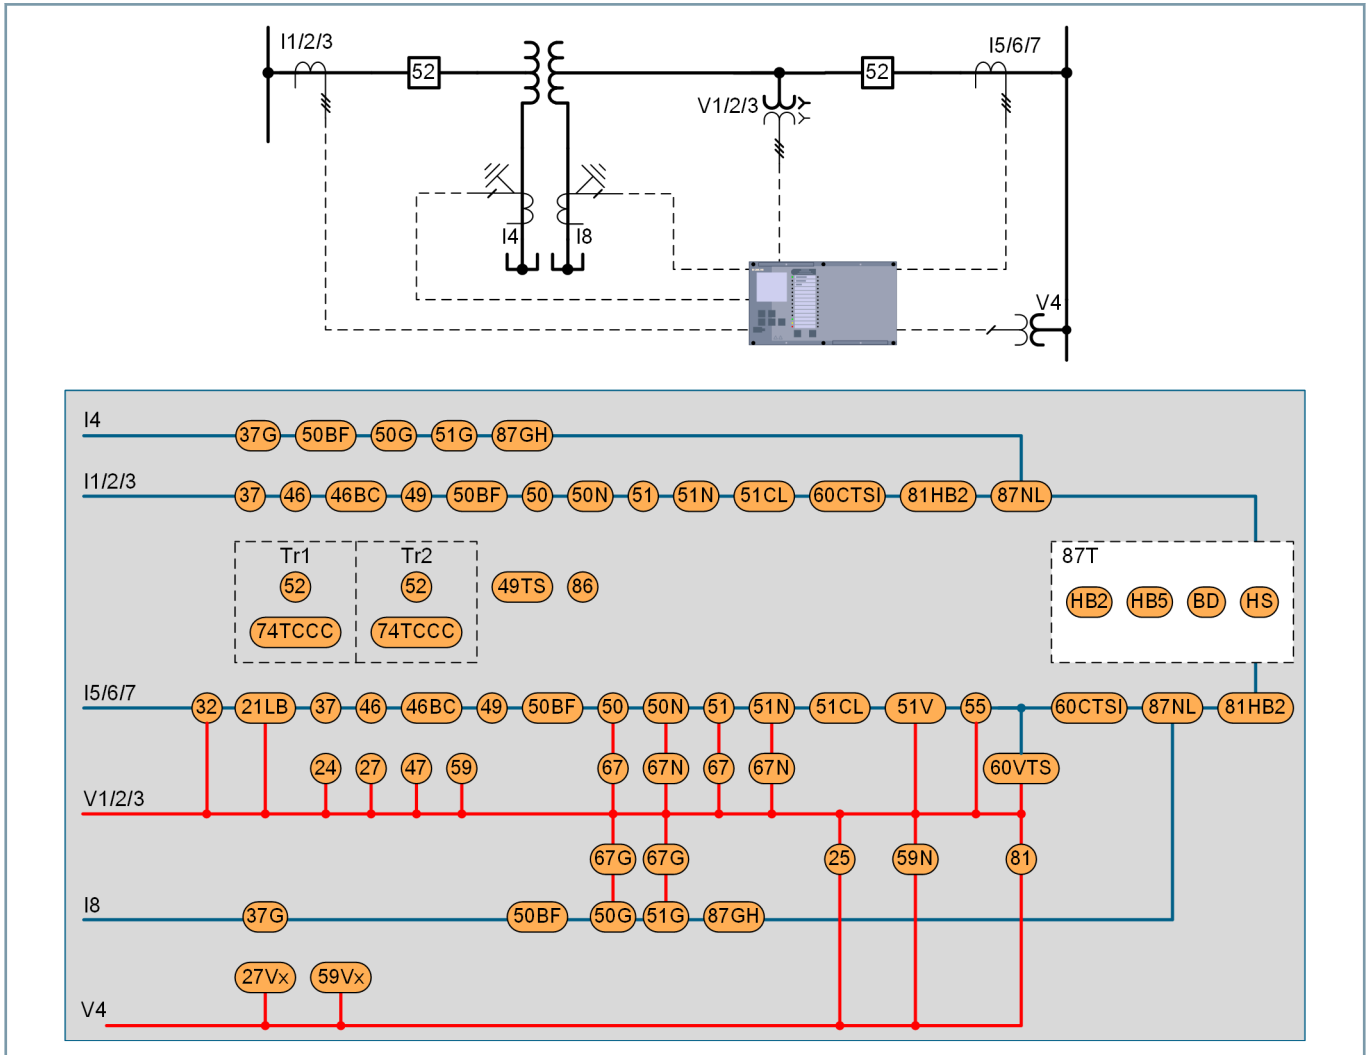 I1/2/3
I5/6/7
52
52
V1/2/3
I4
I8
V4
I4
37G 50BF 50G 51G 87GH
I1/2/3
37 46 46BC 49 50BF 50 50N 51 51N 51CL 60CTSI 81HB2 87NL
Tr1 Tr2 87T
52 52 49TS 86
HB2 HB5 BD HS
74TCCC 74TCCC
I5/6/7
32 21LB 37 46 46BC 49 50BF 50 50N 51 51N 51CL 51V 55 60CTSI 87NL 81HB2
24 27 47 59 67 67N 67 67N 60VTS
V1/2/3
67G 67G 25 59N 81
I8
37G 50BF 50G 51G 87GH
27Vx 59Vx
V4